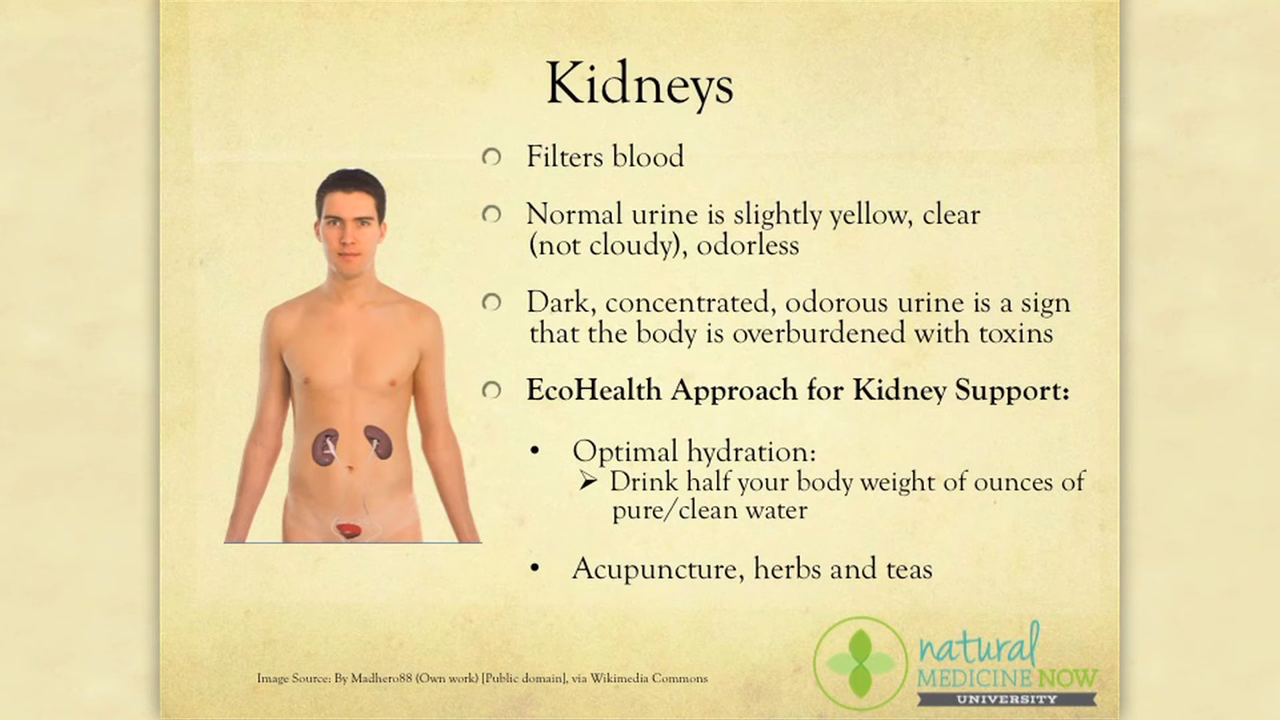 Kidneys
Filters blood
Normal urine is slightly yellow, clear
(not cloudy), odorless
Dark, concentrated, odorous urine is a sign
that the body is overburdened with toxins
EcoHealth Approach for Kidney Support:
Optimal hydration:
Drink half your body weight of ounces of
pure/clean water
Acupuncture, herbs and teas
Image Source: By Madhero88 (Own work) [Public domain], via Wikimedia Commons
natural
MEDICINE NOW
UNIVERSITY